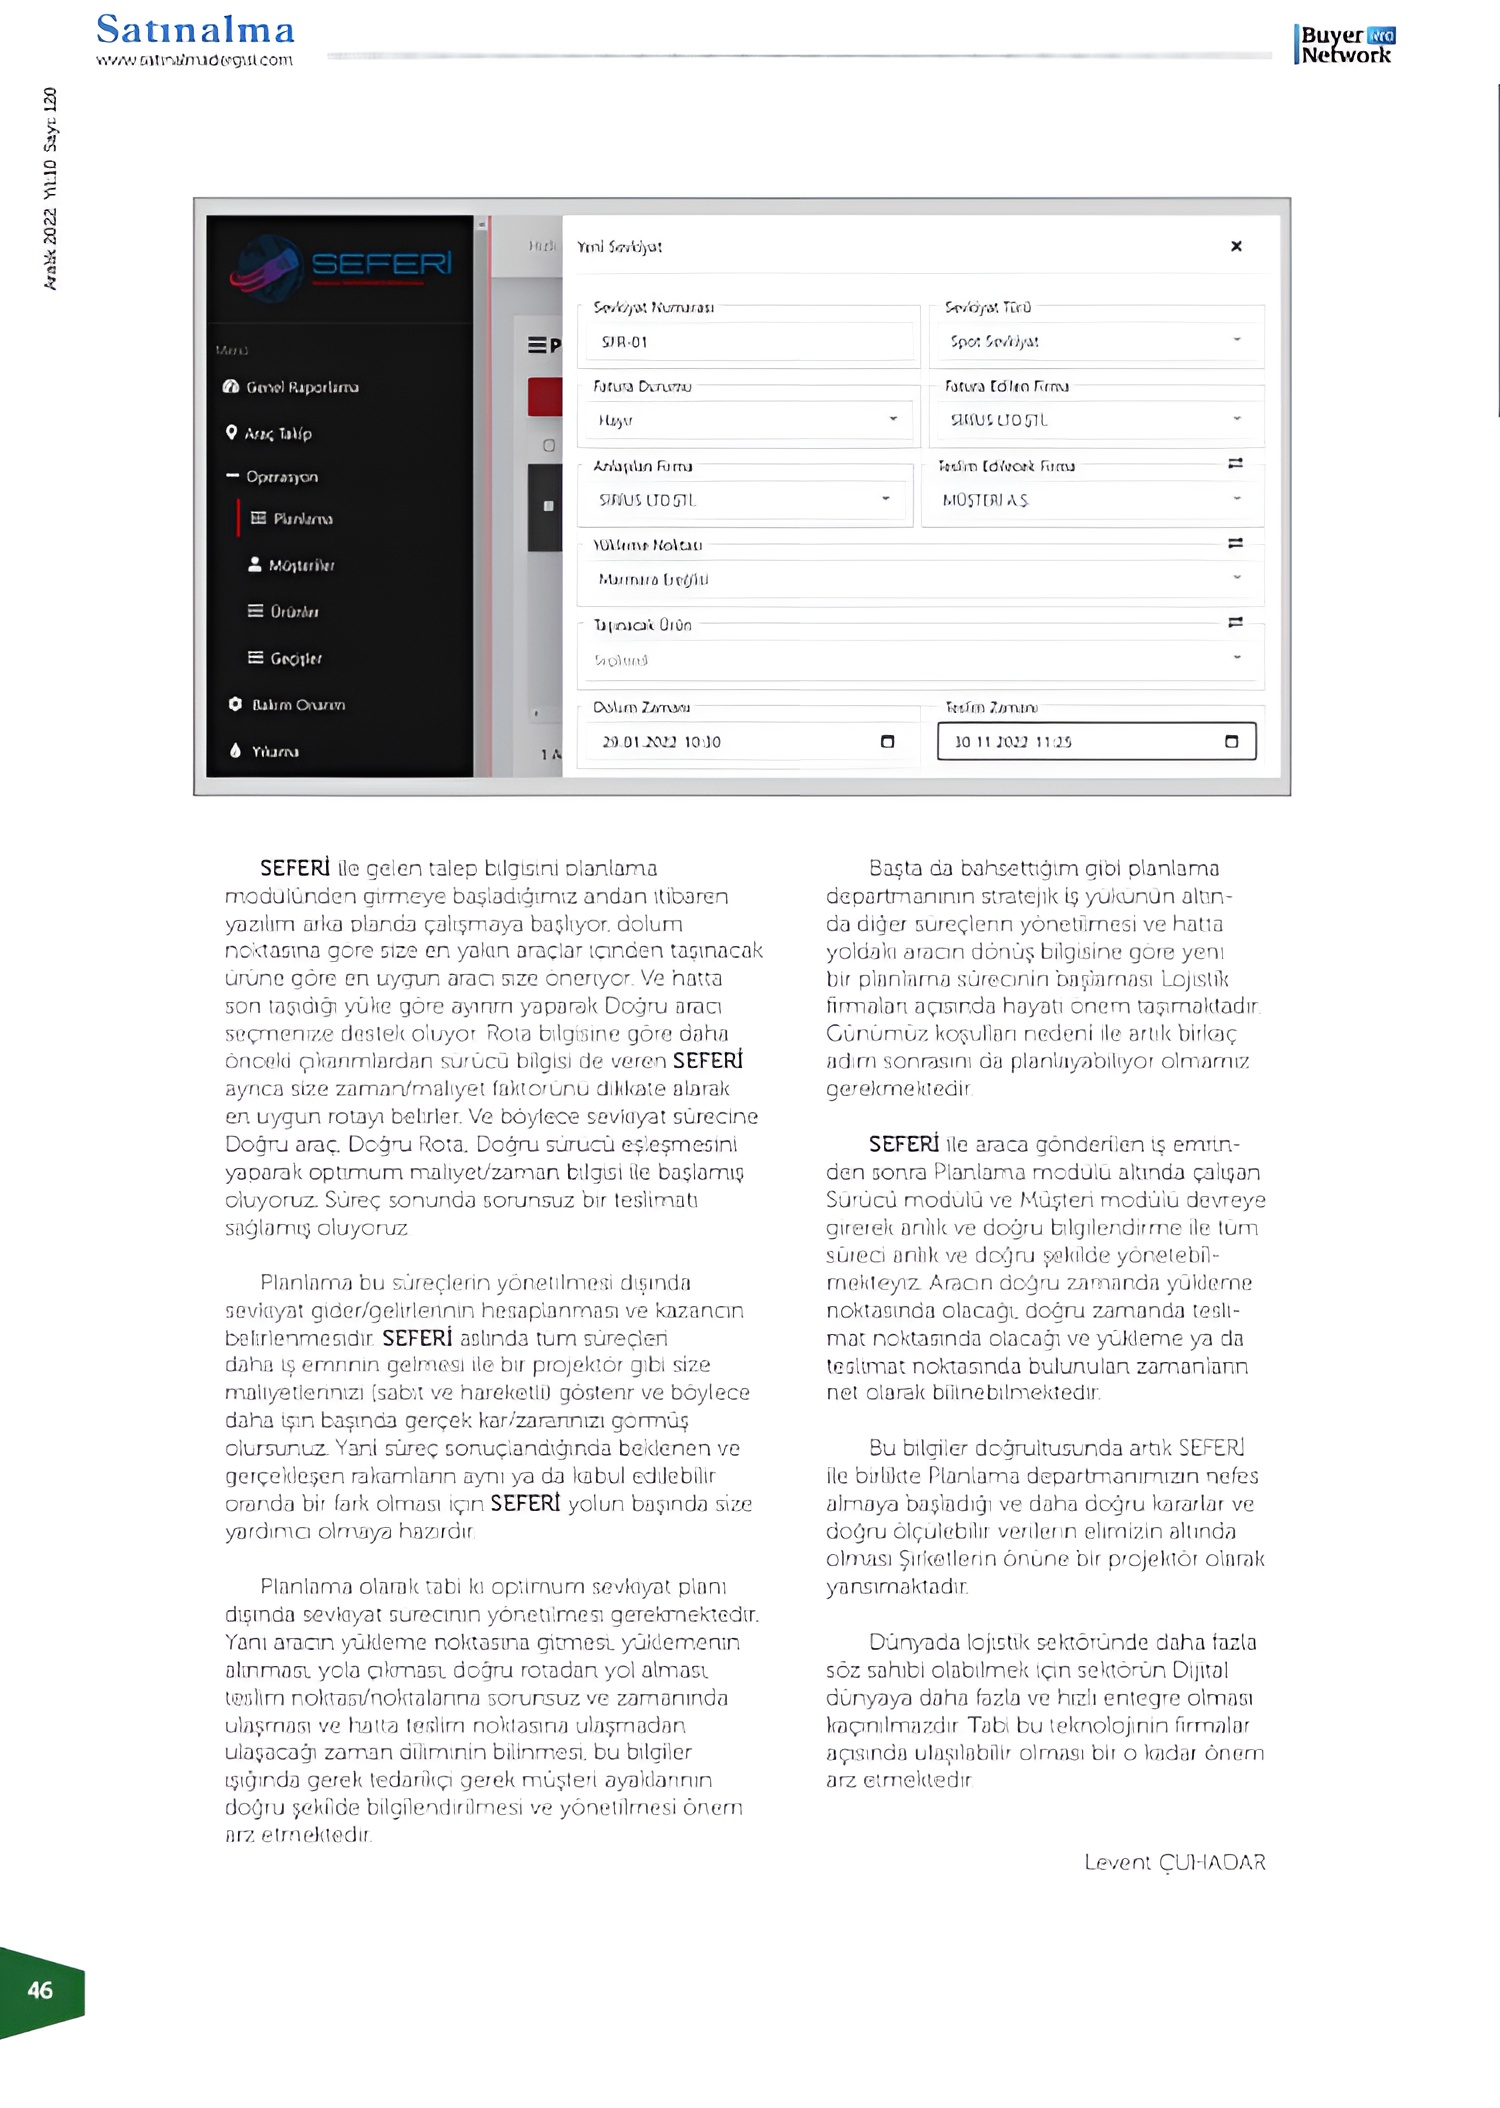 Satınalma
www.satinalmadergisi.com
Buyer
Network
Aralık 2022 Yıl:10 Sayı: 120
SEFERİ
Menü
Genel Raporlama
Araç Takip
Operasyon
Planlama
Müşteriler
Ürünler
Geçişler
Bakım Onarım
Yıkama
Hızlı
Yeni Sevkiyat
Sevkiyat Numarası
Sevkiyat Türü
Spot Sevkiyat
Fatura Durumu
Fatura Edilen Firma
Hayır
SIRIUS LTD ŞTİ.
Anlaşılan Firma
Teslim Edilecek Firma
SIRIUS LTD ŞTİ.
MÜŞTERİ A.Ş.
Yükleme Noktası
Marmara Ereğlisi
Taşınacak Ürün
Dolum Zamanı
Teslim Zamanı
30.11.2022 11:25
SEFERİ ile gelen talep bilgisini planlama
modülünden girmeye başladığımız andan itibaren
yazılım arka planda çalışmaya başlıyor, dolum
noktasına göre size en yakın araçlar içinden taşınacak
ürüne göre en uygun aracı size öneriyor. Ve hatta
son taşıdığı yüke göre ayırım yaparak Doğru aracı
seçmenize destek oluyor. Rota bilgisine göre daha
önceki çıkarımlardan sürücü bilgisi de veren SEFERİ
ayrıca size zaman/maliyet faktörünü dikkate alarak
en uygun rotayı belirler. Ve böylece sevkiyat sürecine
Doğru araç, Doğru Rota, Doğru sürücü eşleşmesini
yaparak optimum maliyet/zaman bilgisi ile başlamış
oluyoruz. Süreç sonunda sorunsuz bir teslimatı
sağlamış oluyoruz.
Planlama bu süreçlerin yönetilmesi dışında
sevkiyat gider/gelirlerinin hesaplanması ve kazancın
belirlenmesidir. SEFERİ aslında tüm süreçleri
daha iş emrinin gelmesi ile bir projektör gibi size
maliyetlerinizi (sabit ve hareketli) gösterir ve böylece
daha işin başında gerçek kar/zararınızı görmüş
olursunuz. Yani süreç sonuçlandığında beklenen ve
gerçekleşen rakamların aynı ya da kabul edilebilir
oranda bir fark olması için SEFERİ yolun başında size
yardımcı olmaya hazırdır.
Planlama olarak tabi ki optimum sevkiyat planı
dışında sevkiyat sürecinin yönetilmesi gerekmektedir.
Yani aracın yükleme noktasına gitmesi, yüklemenin
alınması, yola çıkması, doğru rotadan yol alması,
teslim noktası/noktalarına sorunsuz ve zamanında
ulaşması ve hatta teslim noktasına ulaşmadan
ulaşacağı zaman diliminin bilinmesi, bu bilgiler
ışığında gerek tedarikçi gerek müşteri ayaklarının
doğru şekilde bilgilendirilmesi ve yönetilmesi önem
arz etmektedir.
Başta da bahsettiğim gibi planlama
departmanının stratejik iş yükünün altın-
da diğer süreçlerin yönetilmesi ve hatta
yoldaki aracın dönüş bilgisine göre yeni
bir planlama sürecinin başlaması Lojistik
firmaları açısında hayati önem taşımaktadır.
Günümüz koşulları nedeni ile artık birkaç
adım sonrasını da planlayabiliyor olmamız
gerekmektedir.
SEFERİ ile araca gönderilen iş emrin-
den sonra Planlama modülü altında çalışan
Sürücü modülü ve Müşteri modülü devreye
girerek anlık ve doğru bilgilendirme ile tüm
süreci anlık ve doğru şekilde yönetebil-
mekteyiz. Aracın doğru zamanda yükleme
noktasında olacağı, doğru zamanda tesli-
mat noktasında olacağı ve yükleme ya da
teslimat noktasında bulunulan zamanların
net olarak bilinebilmektedir.
Bu bilgiler doğrultusunda artık SEFERİ
ile birlikte Planlama departmanımızın nefes
almaya başladığı ve daha doğru kararlar ve
doğru ölçülebilir verilerin elimizin altında
olması Şirketlerin önüne bir projektör olarak
yansımaktadır.
Dünyada lojistik sektöründe daha fazla
söz sahibi olabilmek için sektörün Dijital
dünyaya daha fazla ve hızlı entegre olması
kaçınılmazdır. Tabi bu teknolojinin firmalar
açısında ulaşılabilir olması bir o kadar önem
arz etmektedir.
Levent ÇUHADAR
46